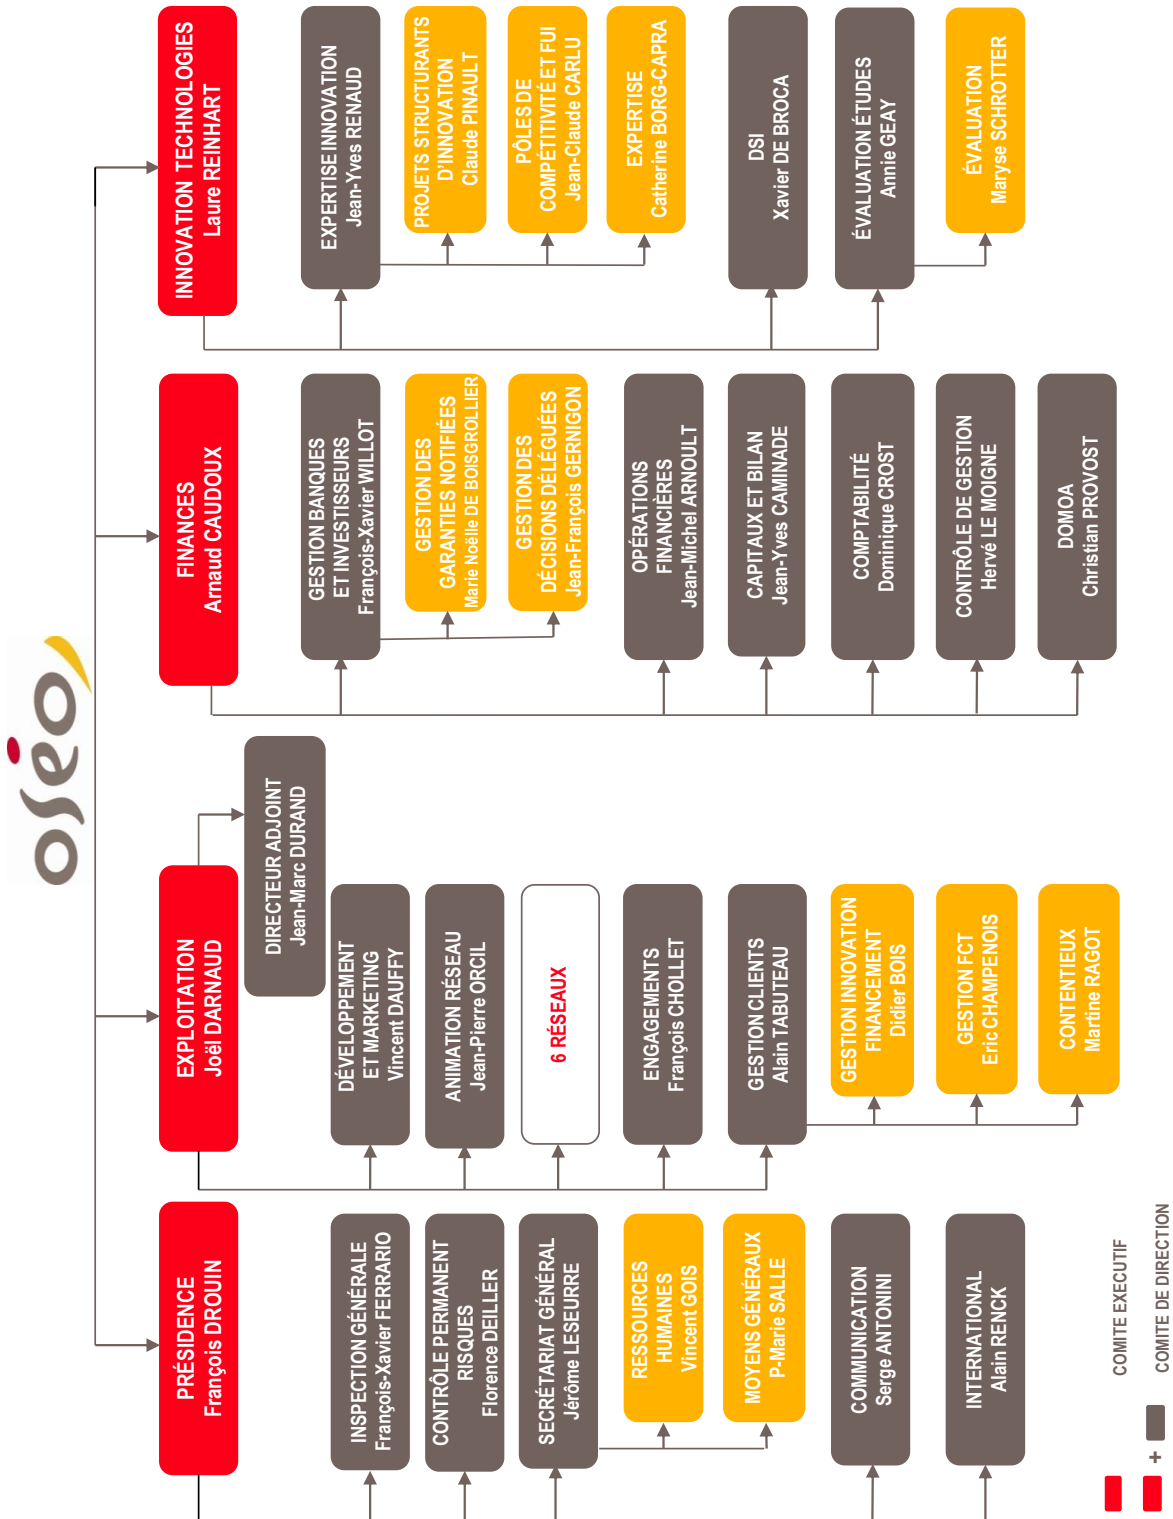 oseo
PRÉSIDENCE
François DROUIN
INSPECTION GÉNÉRALE
François-Xavier FERRARIO
CONTRÔLE PERMANENT
RISQUES
Florence DEILLER
SECRÉTARIAT GÉNÉRAL
Jérôme LESEURRE
RESSOURCES
HUMAINES
Vincent GOIS
MOYENS GÉNÉRAUX
P-Marie SALLE
COMMUNICATION
Serge ANTONINI
INTERNATIONAL
Alain RENCK
EXPLOITATION
Joël DARNAUD
DIRECTEUR ADJOINT
Jean-Marc DURAND
DÉVELOPPEMENT
ET MARKETING
Vincent DAUFFY
ANIMATION RÉSEAU
Jean-Pierre ORCIL
6 RÉSEAUX
ENGAGEMENTS
François CHOLLET
GESTION CLIENTS
Alain TABUTEAU
GESTION INNOVATION
FINANCEMENT
Didier BOIS
GESTION FCT
Eric CHAMPENOIS
CONTENTIEUX
Martine RAGOT
FINANCES
Arnaud CAUDOUX
GESTION BANQUES
ET INVESTISSEURS
François-Xavier WILLOT
GESTION DES
GARANTIES NOTIFIÉES
Marie Noëlle DE BOISGROLLIER
GESTION DES
DÉCISIONS DÉLÉGUÉES
Jean-François GERNIGON
OPÉRATIONS
FINANCIÈRES
Jean-Michel ARNOULT
CAPITAUX ET BILAN
Jean-Yves CAMINADE
COMPTABILITÉ
Dominique CROST
CONTRÔLE DE GESTION
Hervé LE MOIGNE
DOMOA
Christian PROVOST
INNOVATION TECHNOLOGIES
Laure REINHART
EXPERTISE INNOVATION
Jean-Yves RENAUD
PROJETS STRUCTURANTS
D'INNOVATION
Claude PINAULT
PÔLES DE
COMPÉTITIVITÉ ET FUI
Jean-Claude CARLU
EXPERTISE
Catherine BORG-CAPRA
DSI
Xavier DE BROCA
ÉVALUATION ÉTUDES
Annie GEAY
ÉVALUATION
Maryse SCHROTTER
COMITE EXECUTIF
+ COMITE DE DIRECTION